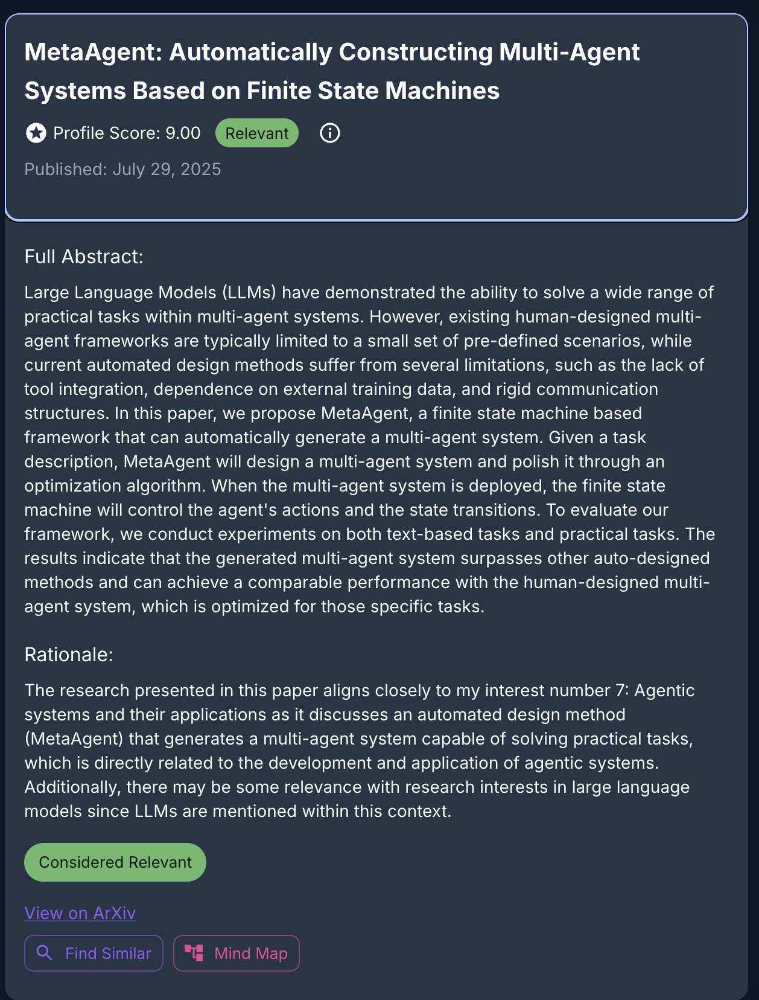 MetaAgent: Automatically Constructing Multi-Agent
Systems Based on Finite State Machines
Profile Score: 9.00 Relevant
Published: July 29, 2025
Full Abstract:
Large Language Models (LLMs) have demonstrated the ability to solve a wide range of
practical tasks within multi-agent systems. However, existing human-designed multi-
agent frameworks are typically limited to a small set of pre-defined scenarios, while
current automated design methods suffer from several limitations, such as the lack of
tool integration, dependence on external training data, and rigid communication
structures. In this paper, we propose MetaAgent, a finite state machine based
framework that can automatically generate a multi-agent system. Given a task
description, MetaAgent will design a multi-agent system and polish it through an
optimization algorithm. When the multi-agent system is deployed, the finite state
machine will control the agent's actions and the state transitions. To evaluate our
framework, we conduct experiments on both text-based tasks and practical tasks. The
results indicate that the generated multi-agent system surpasses other auto-designed
methods and can achieve a comparable performance with the human-designed multi-
agent system, which is optimized for those specific tasks.
Rationale:
The research presented in this paper aligns closely to my interest number 7: Agentic
systems and their applications as it discusses an automated design method
(MetaAgent) that generates a multi-agent system capable of solving practical tasks,
which is directly related to the development and application of agentic systems.
Additionally, there may be some relevance with research interests in large language
models since LLMs are mentioned within this context.
Considered Relevant
View on ArXiv
Find Similar Mind Map